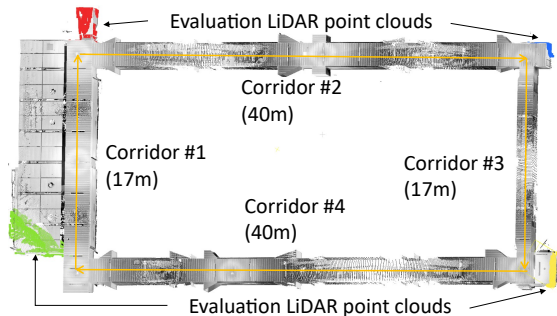 Evaluation LiDAR point clouds
Corridor #2
(40m)
Corridor #1
(17m)
Corridor #3
(17m)
Corridor #4
(40m)
Evaluation LiDAR point clouds